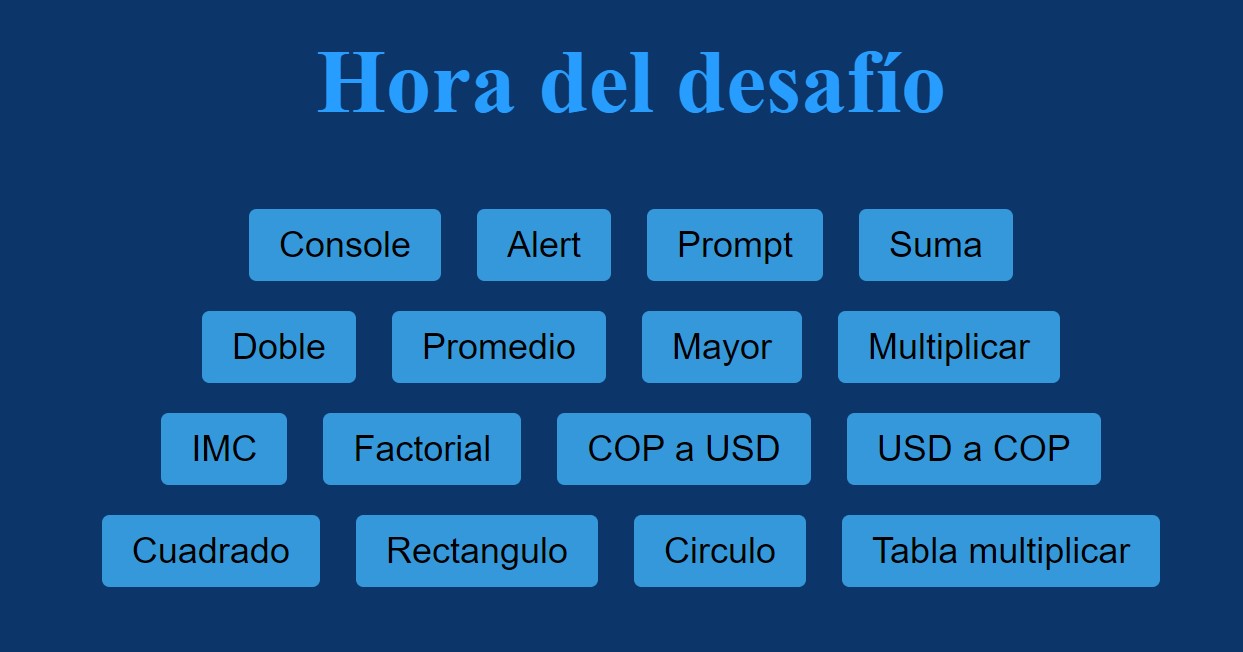 Hora del desafío
Console Alert Prompt Suma
Doble Promedio Mayor Multiplicar
IMC Factorial COP a USD USD a COP
Cuadrado Rectangulo Circulo Tabla multiplicar